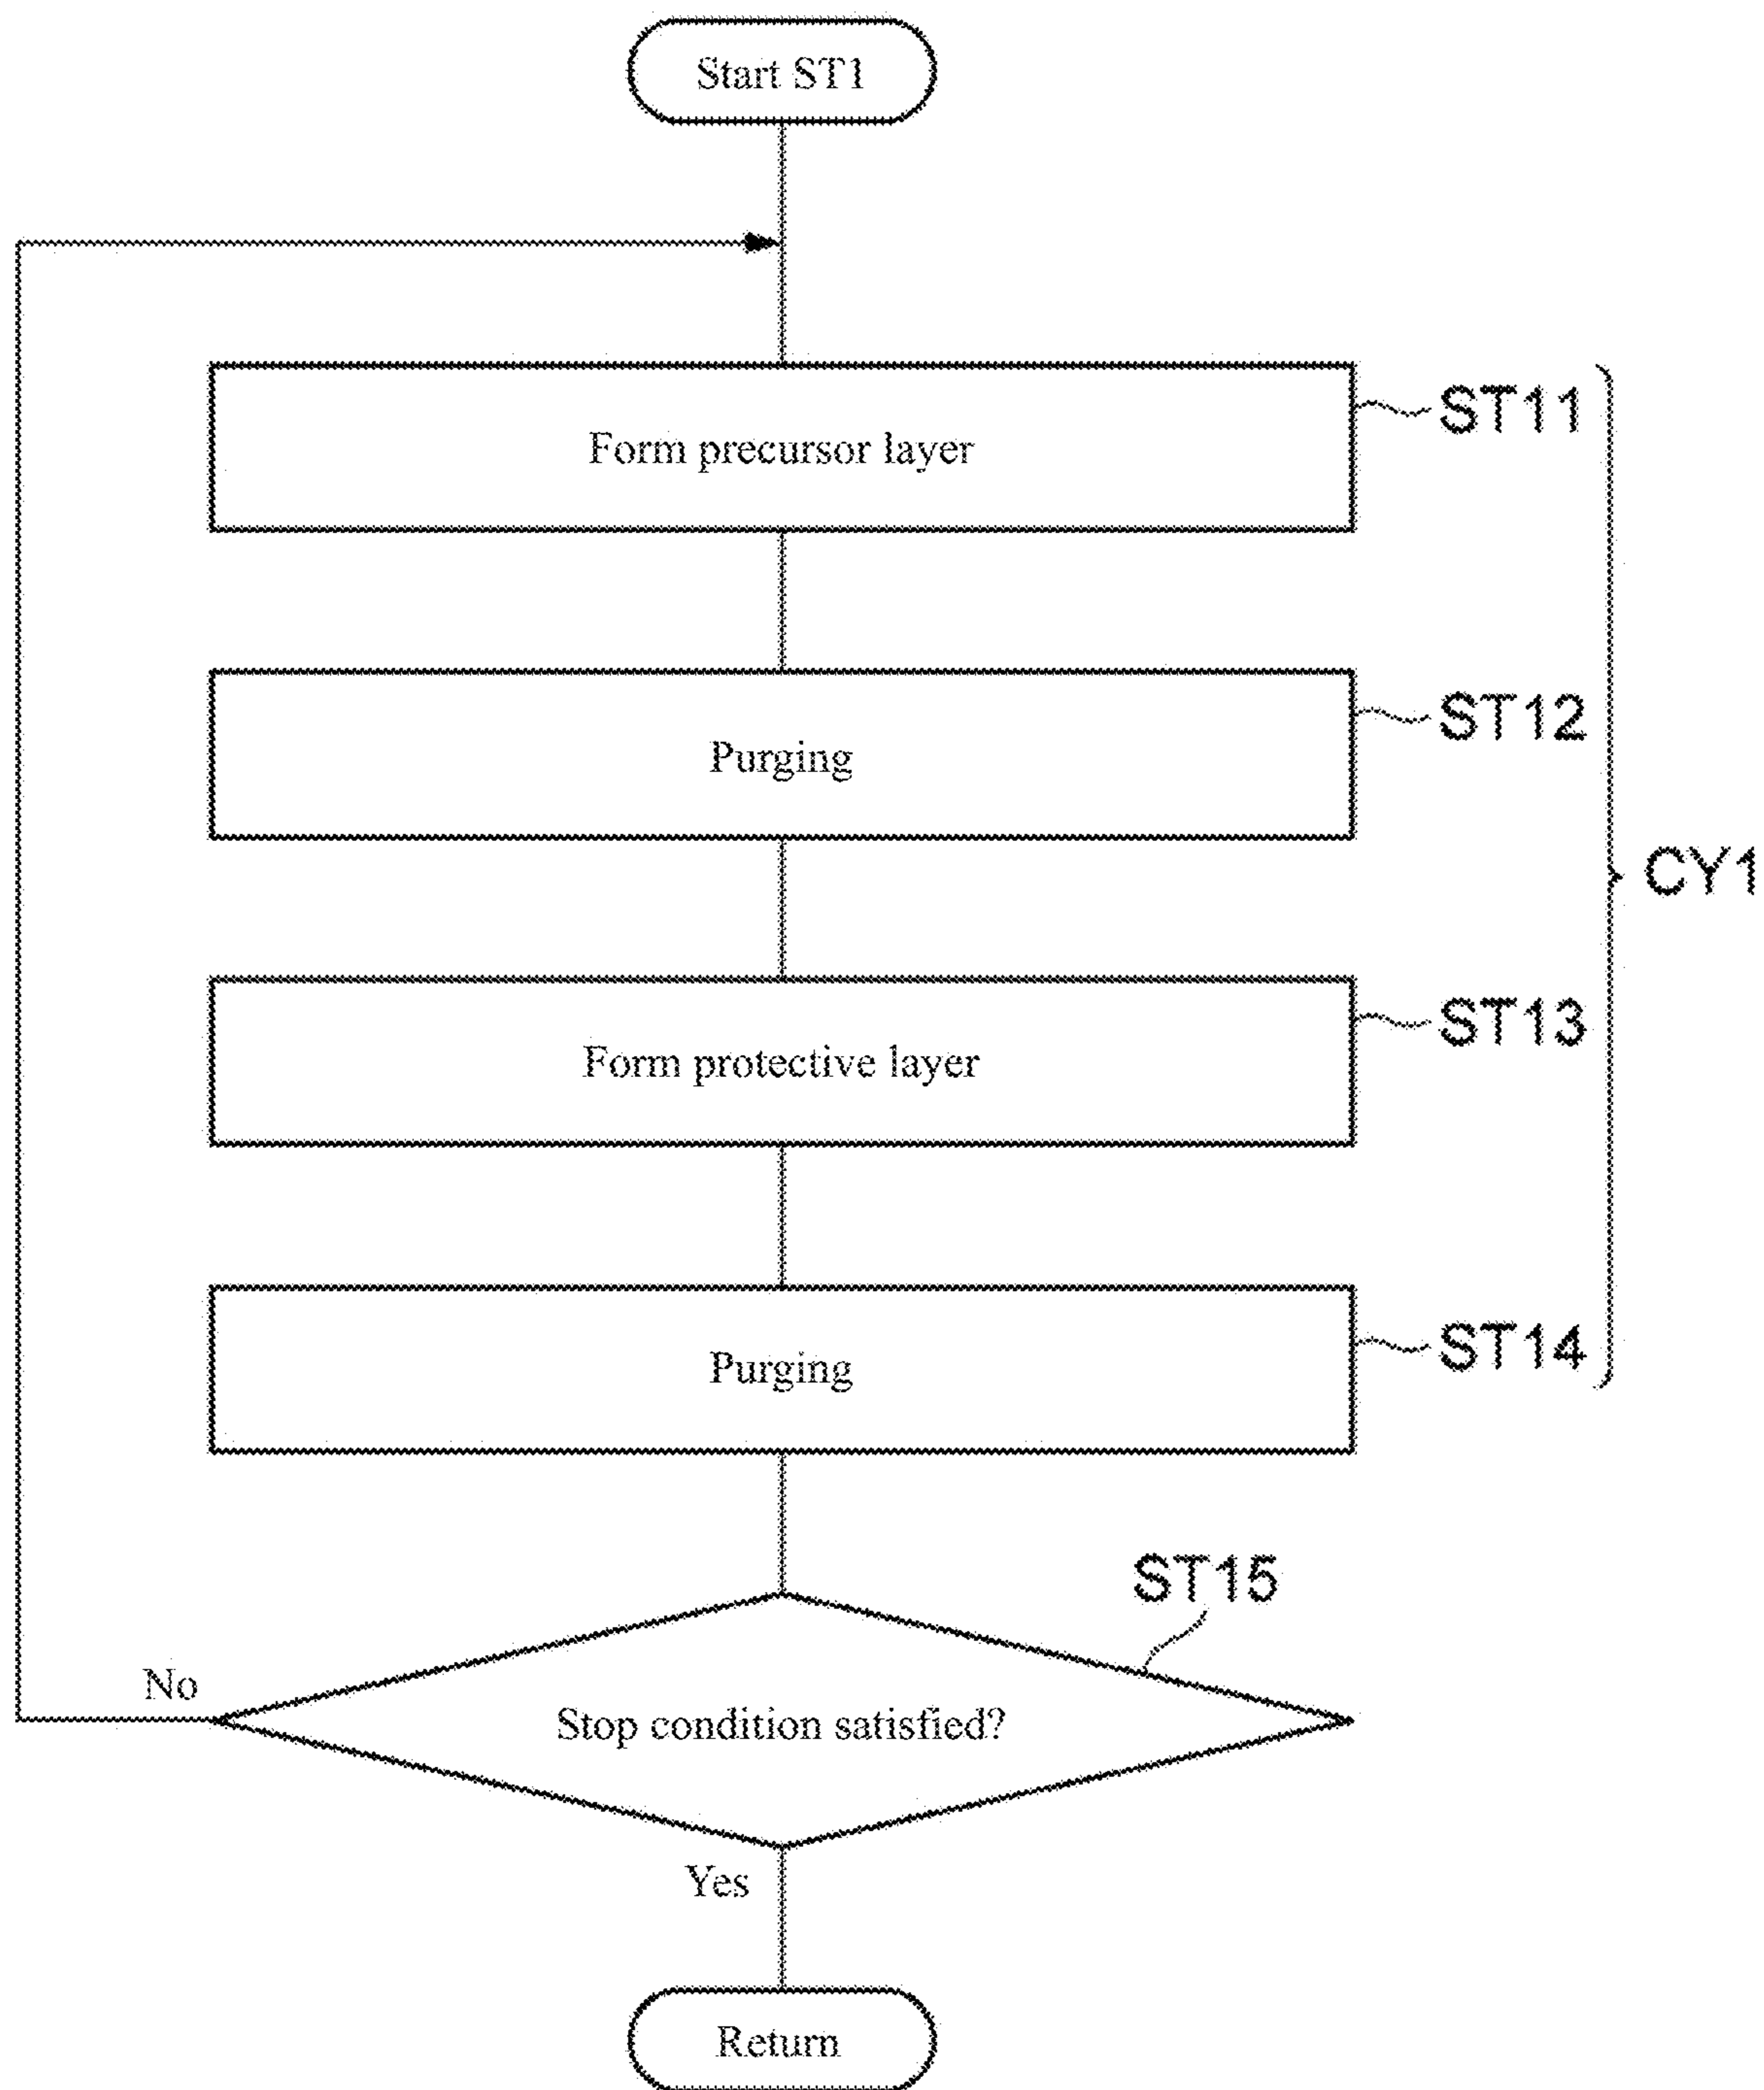 Start ST1
Form precursor layer
ST11
Purging
ST12
CY1
Form protective layer
ST13
Purging
ST14
ST15
No
Stop condition satisfied?
Yes
Return